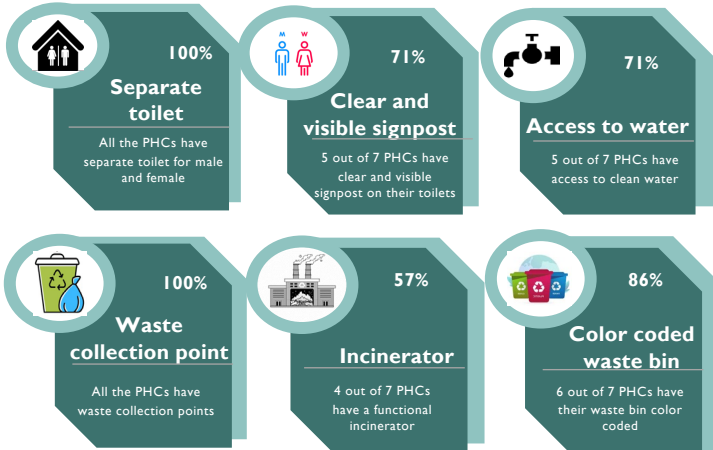 100%
Separate
toilet
All the PHCs have
separate toilet for male
and female
M W
71%
Clear and
visible signpost
5 out of 7 PHCs have
clear and visible
signpost on their toilets
71%
Access to water
5 out of 7 PHCs have
access to clean water
100%
Waste
collection point
All the PHCs have
waste collection points
57%
Incinerator
4 out of 7 PHCs
have a functional
incinerator
86%
Color coded
waste bin
6 out of 7 PHCs have
their waste bin color
coded